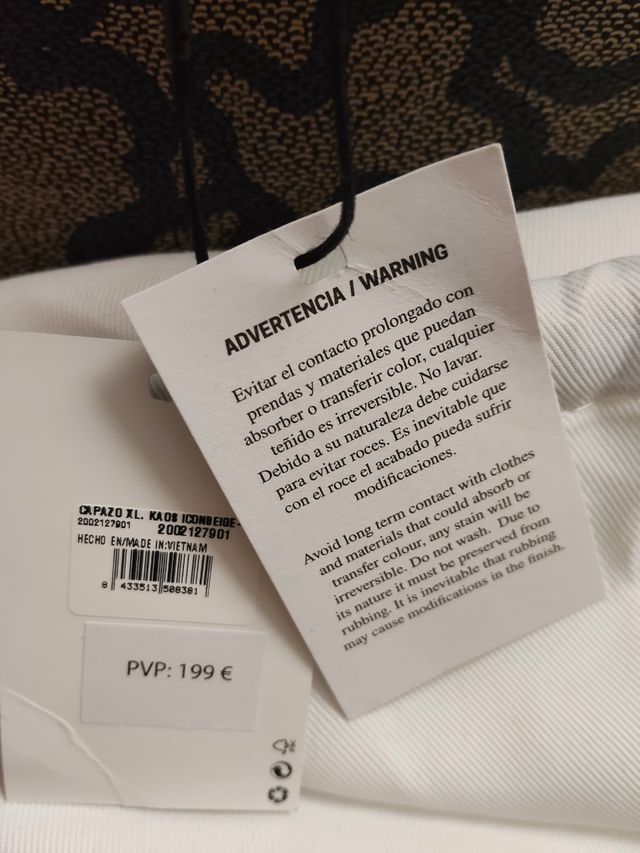 ADVERTENCIA / WARNING
Evitar el contacto prolongado con
prendas y materiales que puedan
absorber o transferir color, cualquier
teñido es irreversible. No lavar.
Debido a su naturaleza debe cuidarse
para evitar roces. Es inevitable que
con el roce el acabado pueda sufrir
modificaciones.
Avoid long term contact with clothes
and materials that could absorb or
transfer colour, any stain will be
irreversible. Do not wash. Due to
its nature it must be preserved from
rubbing. It is inevitable that rubbing
may cause modifications in the finish.
CAPAZO XL. KAOS ICONBEIGE-
2002127901
2002127901
HECHO EN/MADE IN:VIETNAM
8 433513 508381
PVP: 199 €